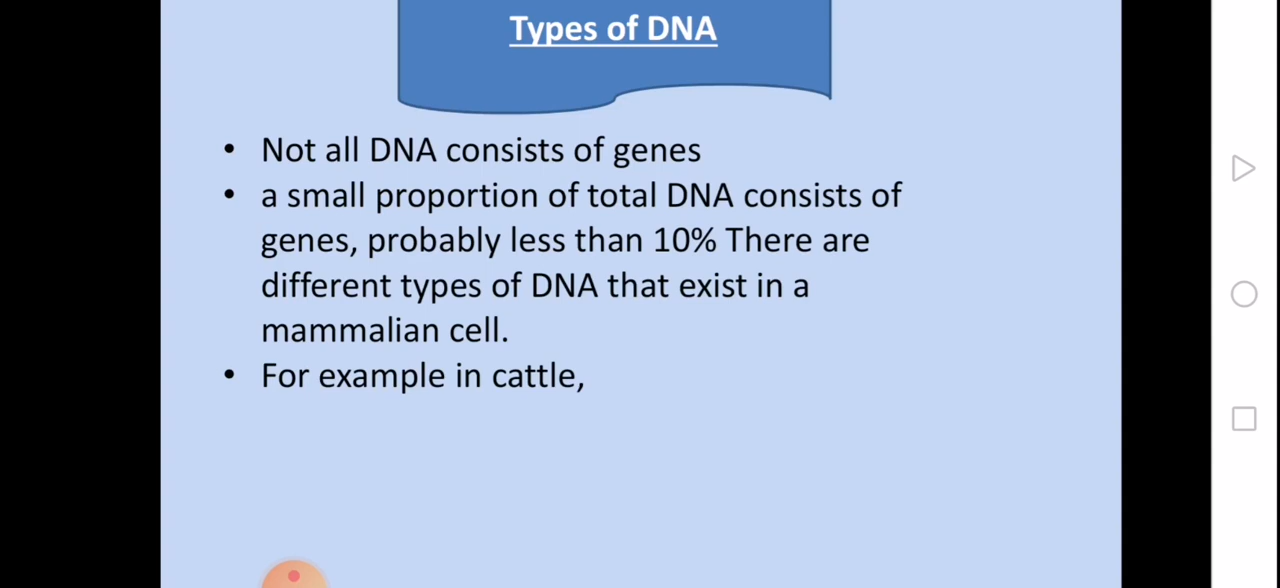 Types of DNA
• Not all DNA consists of genes
• a small proportion of total DNA consists of
genes, probably less than 10% There are
different types of DNA that exist in a
mammalian cell.
• For example in cattle,